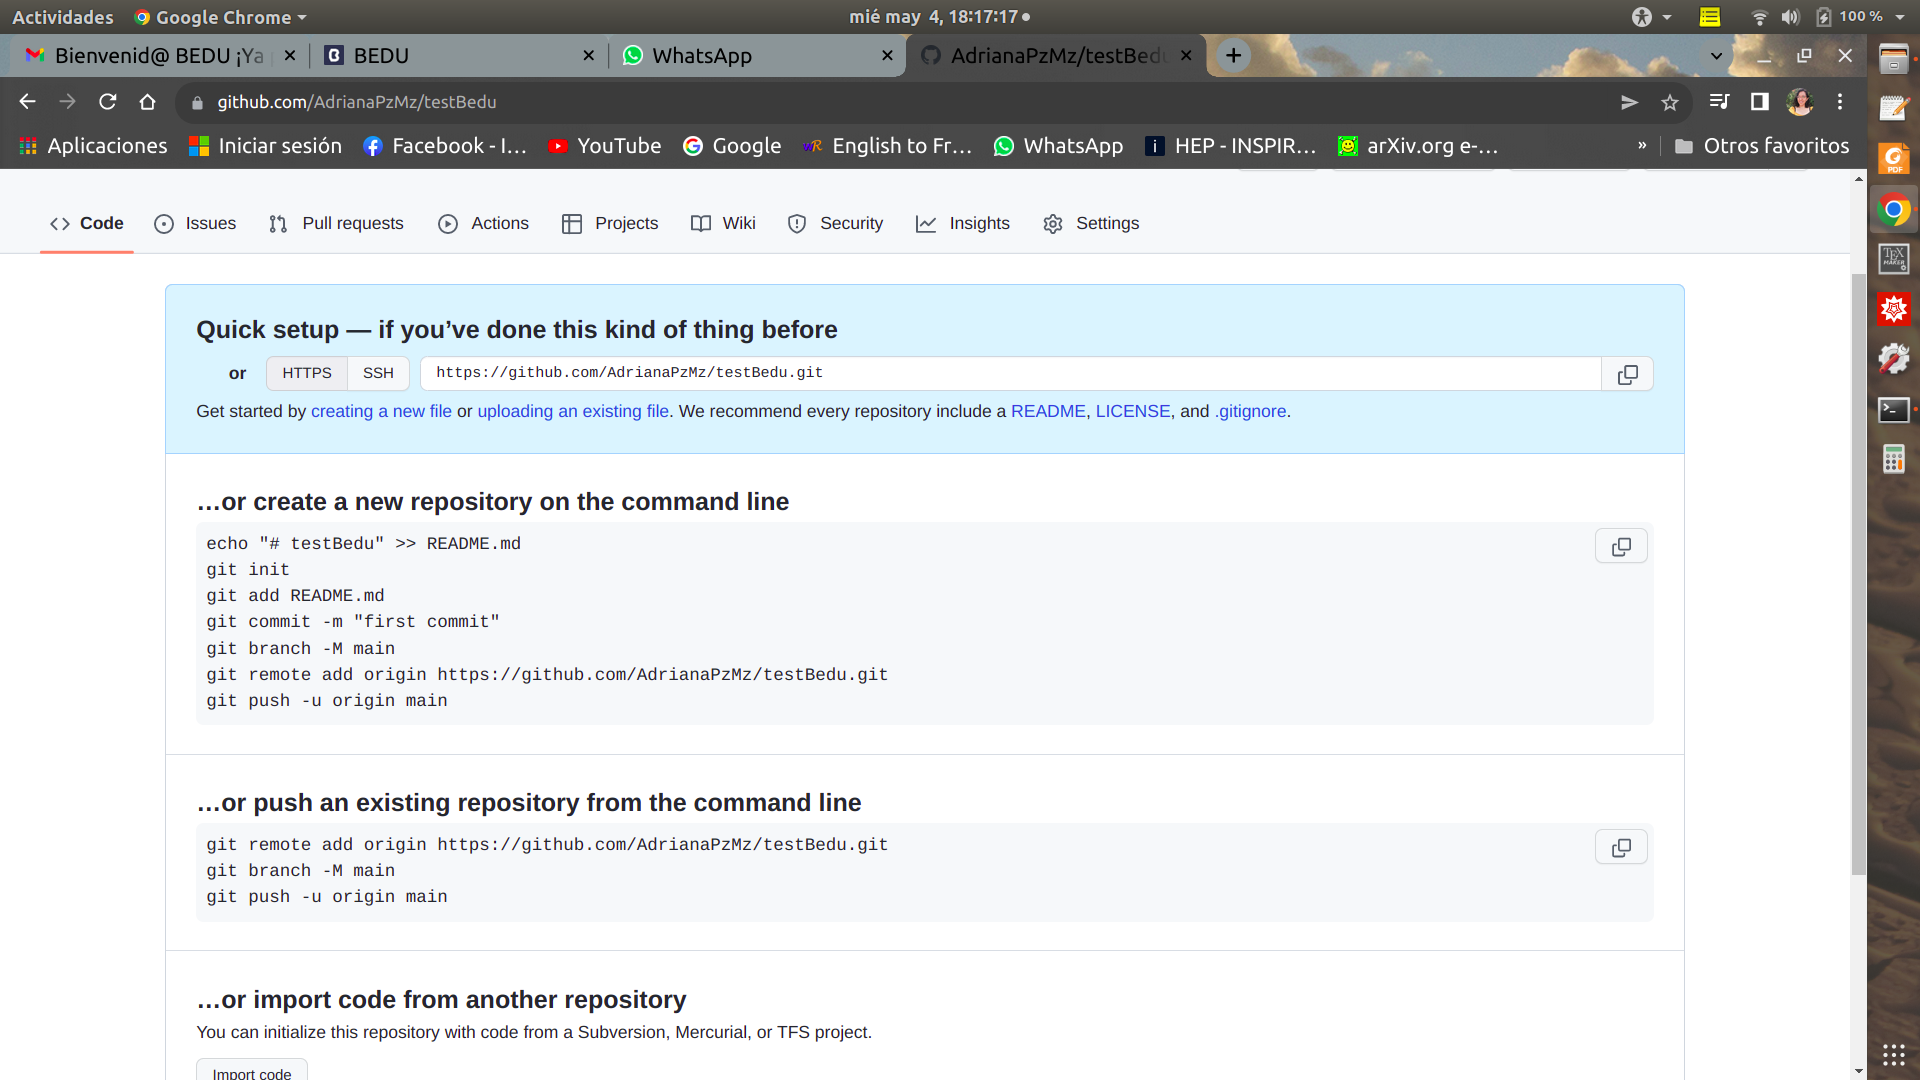 Actividades Google Chrome mié may 4, 18:17:17 100 %
Bienvenid@ BEDU ¡Ya BEDU WhatsApp AdrianaPzMz/testBedu
github.com/AdrianaPzMz/testBedu
Aplicaciones Iniciar sesión Facebook - I... YouTube Google English to Fr... WhatsApp HEP - INSPIR... arXiv.org e-... » Otros favoritos
Code Issues Pull requests Actions Projects Wiki Security Insights Settings
Quick setup — if you’ve done this kind of thing before
or HTTPS SSH https://github.com/AdrianaPzMz/testBedu.git
Get started by creating a new file or uploading an existing file. We recommend every repository include a README, LICENSE, and .gitignore.
…or create a new repository on the command line
echo "# testBedu" >> README.md
git init
git add README.md
git commit -m "first commit"
git branch -M main
git remote add origin https://github.com/AdrianaPzMz/testBedu.git
git push -u origin main
…or push an existing repository from the command line
git remote add origin https://github.com/AdrianaPzMz/testBedu.git
git branch -M main
git push -u origin main
…or import code from another repository
You can initialize this repository with code from a Subversion, Mercurial, or TFS project.
Import code